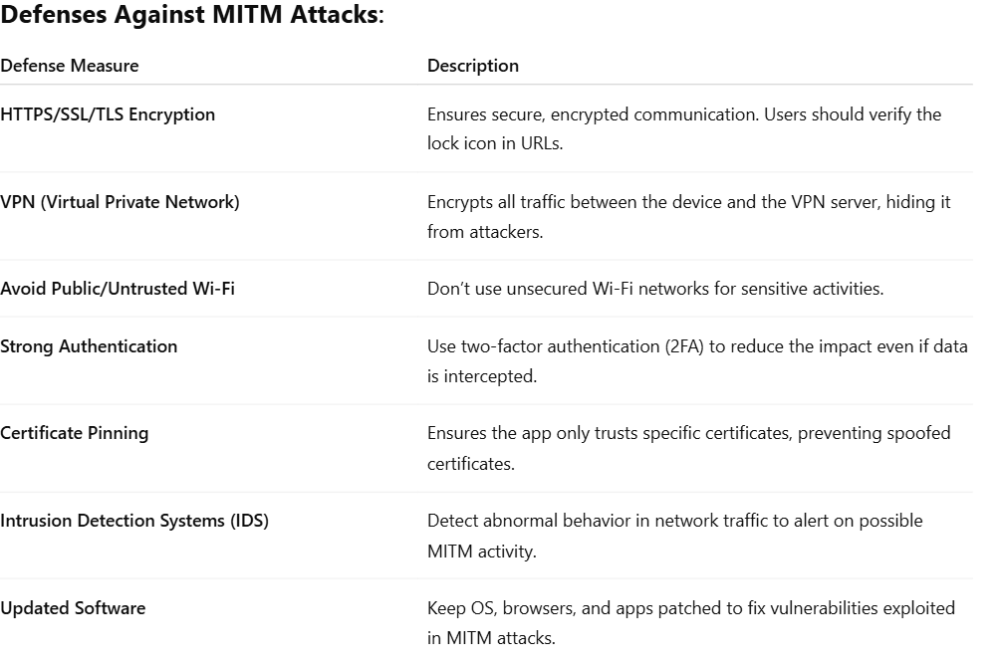 Defenses Against MITM Attacks:
Defense Measure Description
HTTPS/SSL/TLS Encryption Ensures secure, encrypted communication. Users should verify the
lock icon in URLs.
VPN (Virtual Private Network) Encrypts all traffic between the device and the VPN server, hiding it
from attackers.
Avoid Public/Untrusted Wi-Fi Don’t use unsecured Wi-Fi networks for sensitive activities.
Strong Authentication Use two-factor authentication (2FA) to reduce the impact even if data
is intercepted.
Certificate Pinning Ensures the app only trusts specific certificates, preventing spoofed
certificates.
Intrusion Detection Systems (IDS) Detect abnormal behavior in network traffic to alert on possible
MITM activity.
Updated Software Keep OS, browsers, and apps patched to fix vulnerabilities exploited
in MITM attacks.